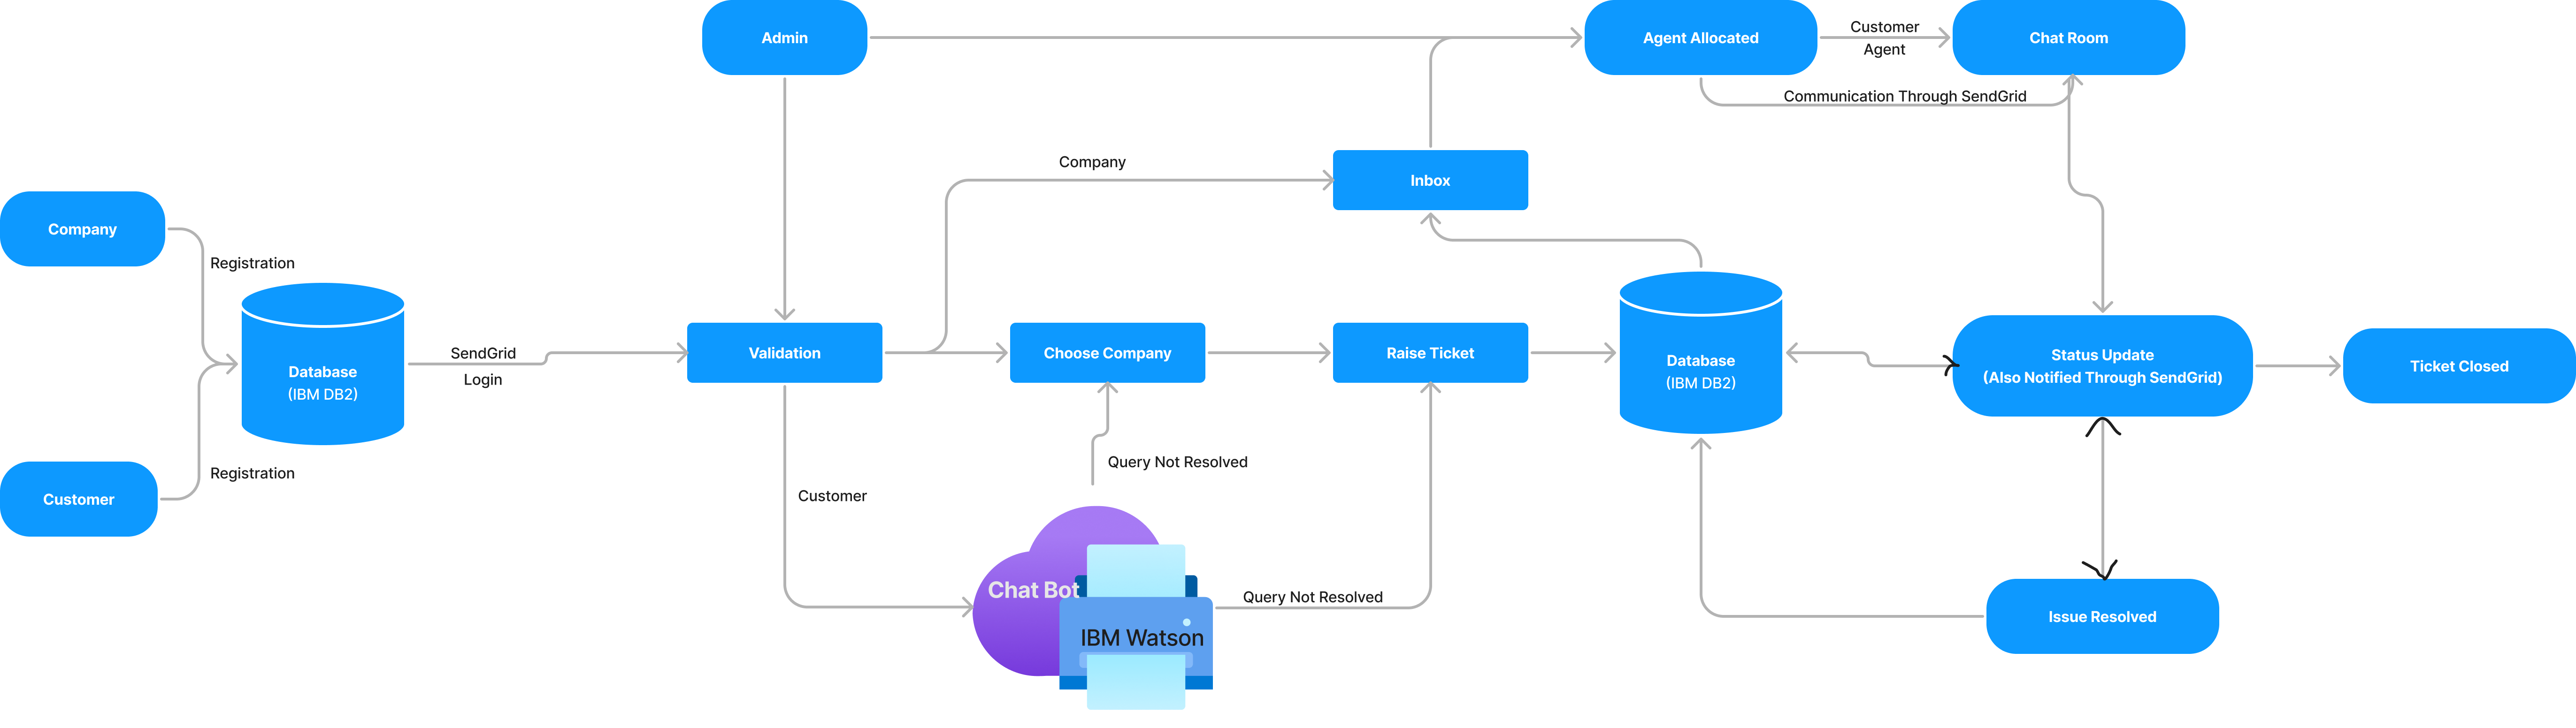 Admin
Agent Allocated
Customer
Agent
Chat Room
Communication Through SendGrid
Company
Inbox
Company
Registration
SendGrid
Login
Validation
Choose Company
Raise Ticket
Database
(IBM DB2)
Database
(IBM DB2)
Status Update
(Also Notified Through SendGrid)
Ticket Closed
Registration
Customer
Query Not Resolved
Customer
Chat Bot
IBM Watson
Query Not Resolved
Issue Resolved